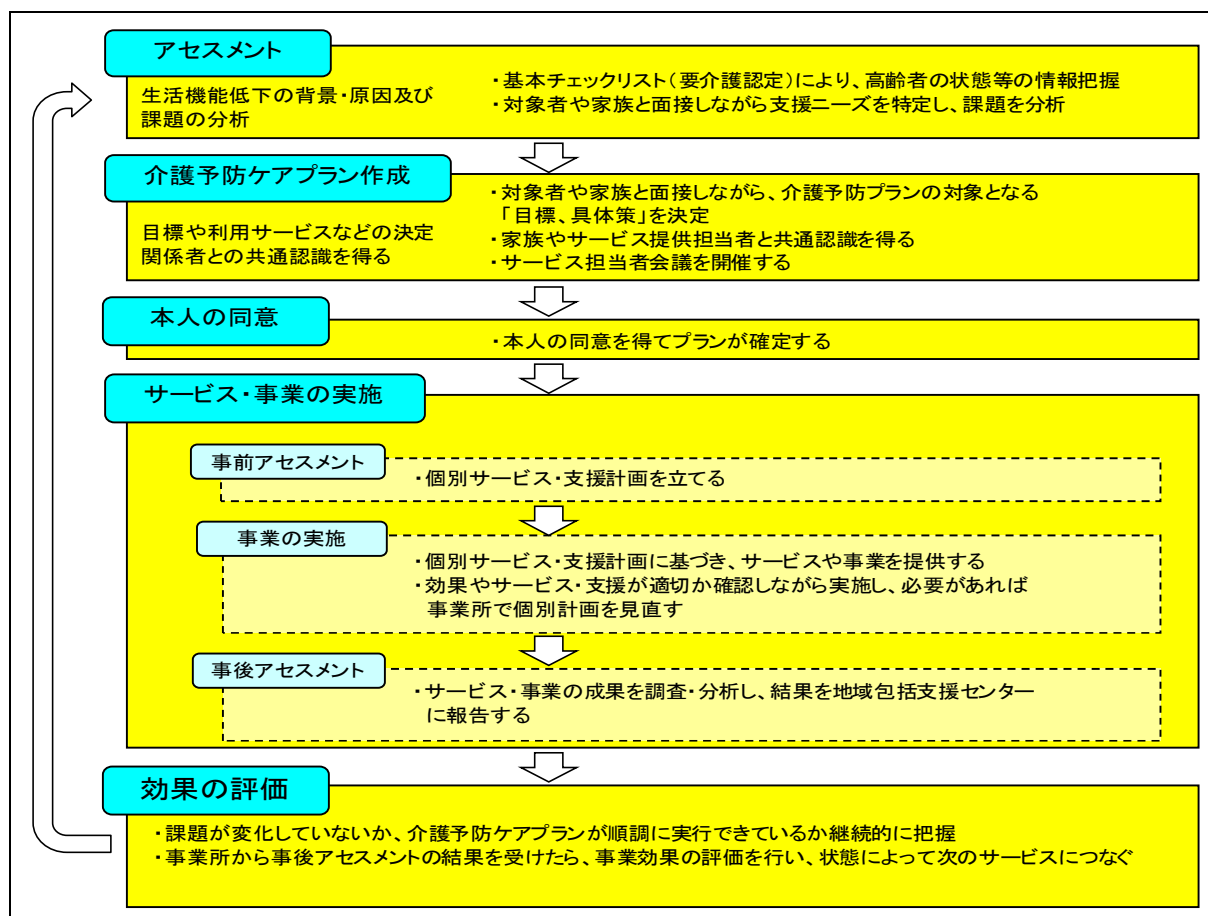 アセスメント
生活機能低下の背景・原因及び
課題の分析
・基本チェックリスト（要介護認定）により、高齢者の状態等の情報把握
・対象者や家族と面接しながら支援ニーズを特定し、課題を分析
介護予防ケアプラン作成
目標や利用サービスなどの決定
関係者との共通認識を得る
・対象者や家族と面接しながら、介護予防プランの対象となる
「目標、具体策」を決定
・家族やサービス提供担当者と共通認識を得る
・サービス担当者会議を開催する
本人の同意
・本人の同意を得てプランが確定する
サービス・事業の実施
事前アセスメント
・個別サービス・支援計画を立てる
事業の実施
・個別サービス・支援計画に基づき、サービスや事業を提供する
・効果やサービス・支援が適切か確認しながら実施し、必要があれば
事業所で個別計画を見直す
事後アセスメント
・サービス・事業の成果を調査・分析し、結果を地域包括支援センター
に報告する
効果の評価
・課題が変化していないか、介護予防ケアプランが順調に実行できているか継続的に把握
・事業所から事後アセスメントの結果を受けたら、事業効果の評価を行い、状態によって次のサービスにつなぐ